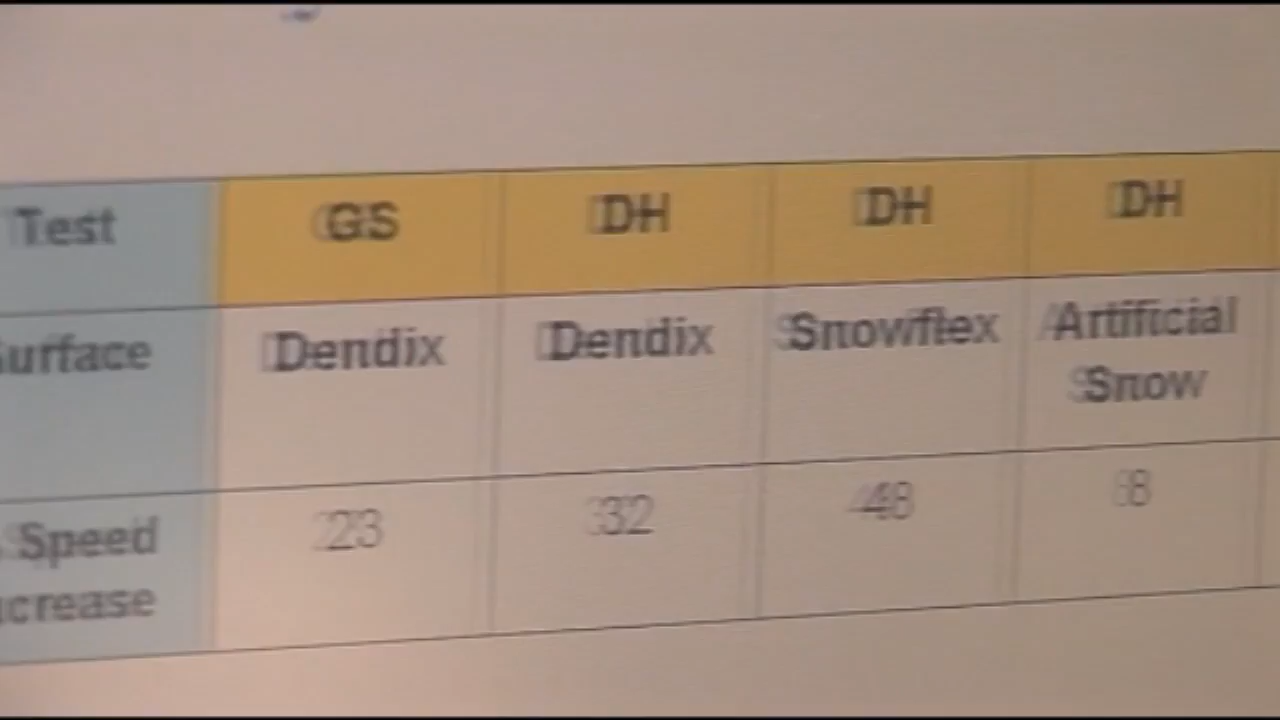 Test GS DH DH DH
urface Dendix Dendix Snowflex Artificial
Snow
Speed 23 32 48 8
crease